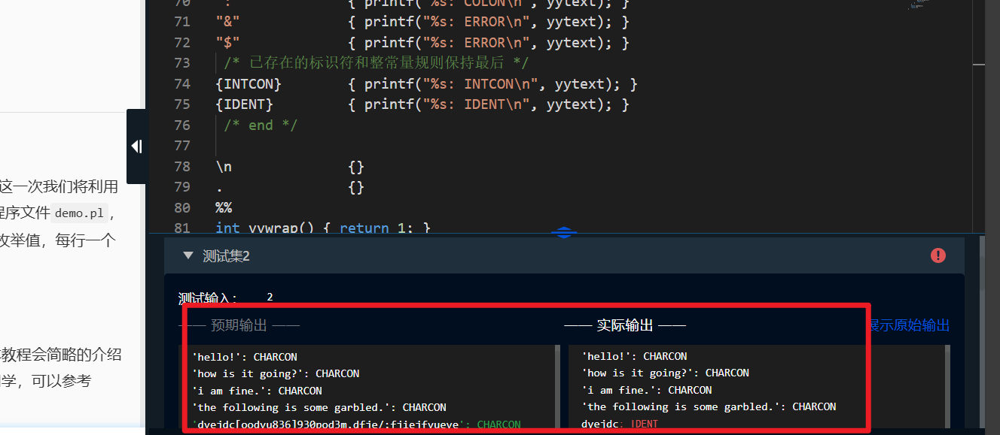 70 ":" { printf("%s: COLON\n", yytext); }
71 "&" { printf("%s: ERROR\n", yytext); }
72 "$" { printf("%s: ERROR\n", yytext); }
73 /* 已存在的标识符和整常量规则保持最后 */
74 {INTCON} { printf("%s: INTCON\n", yytext); }
75 {IDENT} { printf("%s: IDENT\n", yytext); }
76 /* end */
77
78 \n {}
79 . {}
80 %%
81 int yywrap() { return 1; }
这一次我们将利用
程序文件 demo.pl ，
枚举值，每行一个
教程会简略的介绍
同学，可以参考
测试集2
测试输入： 2
—— 预期输出 ——
'hello!': CHARCON
'how is it going?': CHARCON
'i am fine.': CHARCON
'the following is some garbled.': CHARCON
—— 实际输出 ——
展示原始输出
'hello!': CHARCON
'how is it going?': CHARCON
'i am fine.': CHARCON
'the following is some garbled.': CHARCON
dyejdc: IDENT